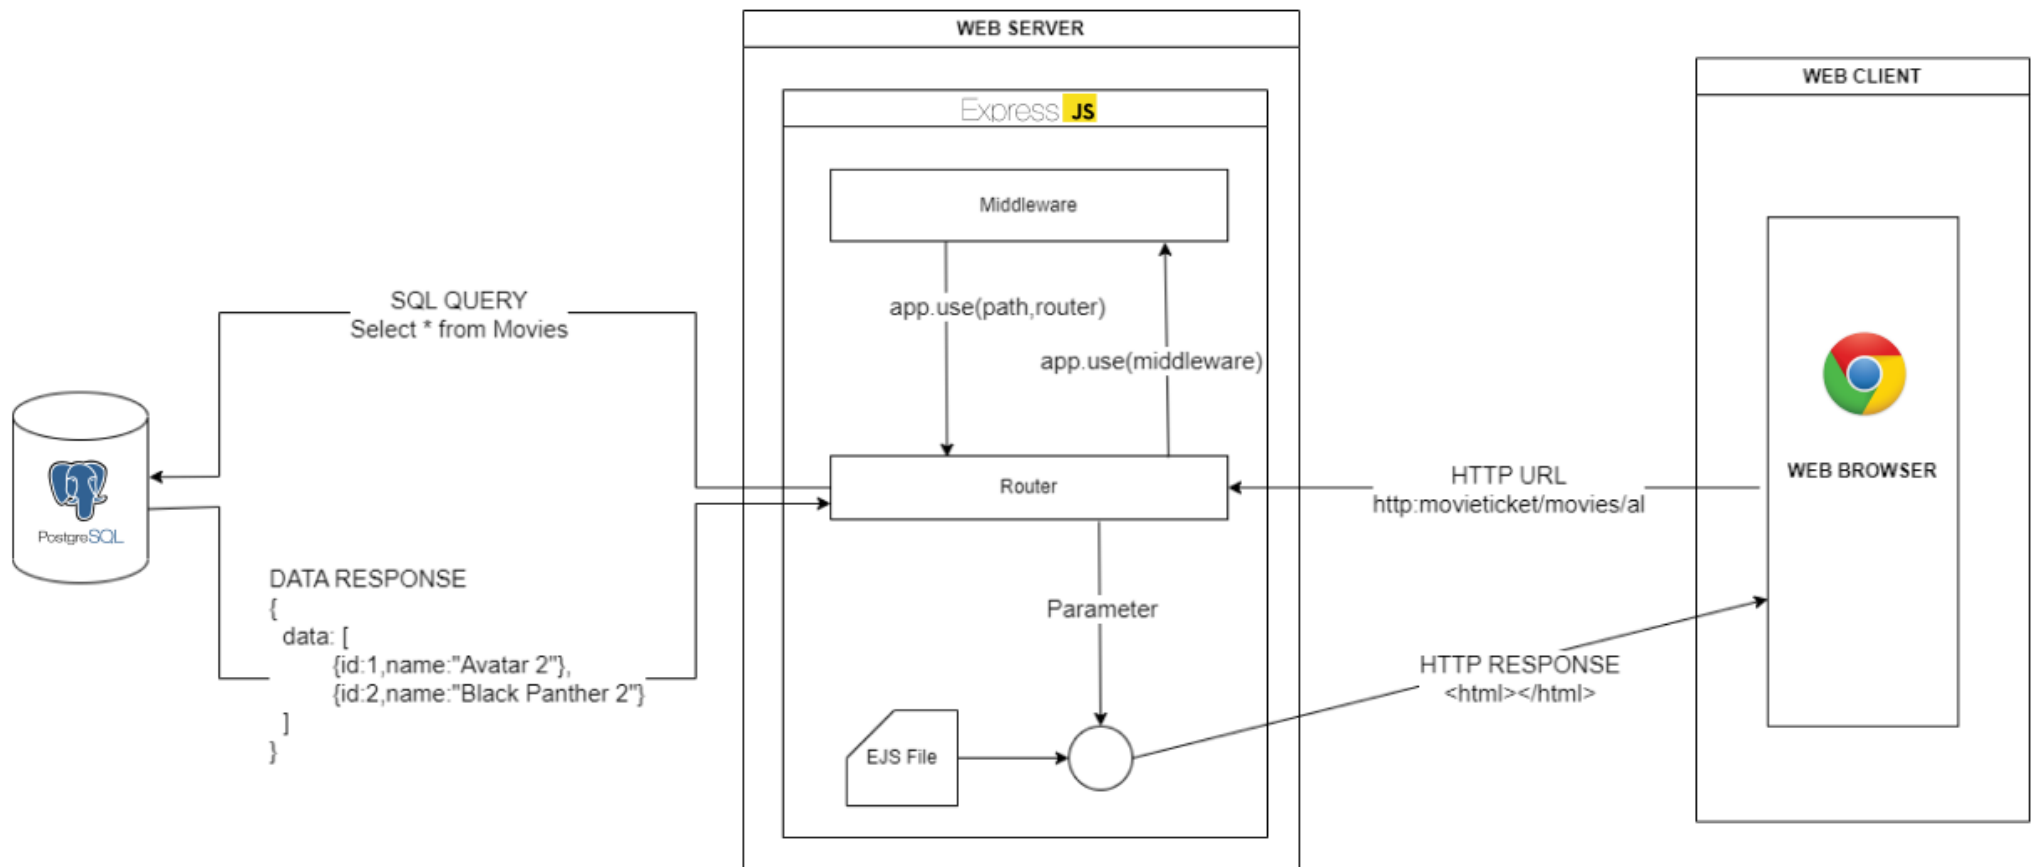 WEB SERVER
WEB CLIENT
Express JS
Middleware
app.use(path,router)
app.use(middleware)
SQL QUERY
Select * from Movies
PostgreSQL
Router
HTTP URL
http:movieticket/movies/al
WEB BROWSER
DATA RESPONSE
{
data: [
{id:1,name:"Avatar 2"},
{id:2,name:"Black Panther 2"}
]
}
Parameter
HTTP RESPONSE
<html></html>
EJS File